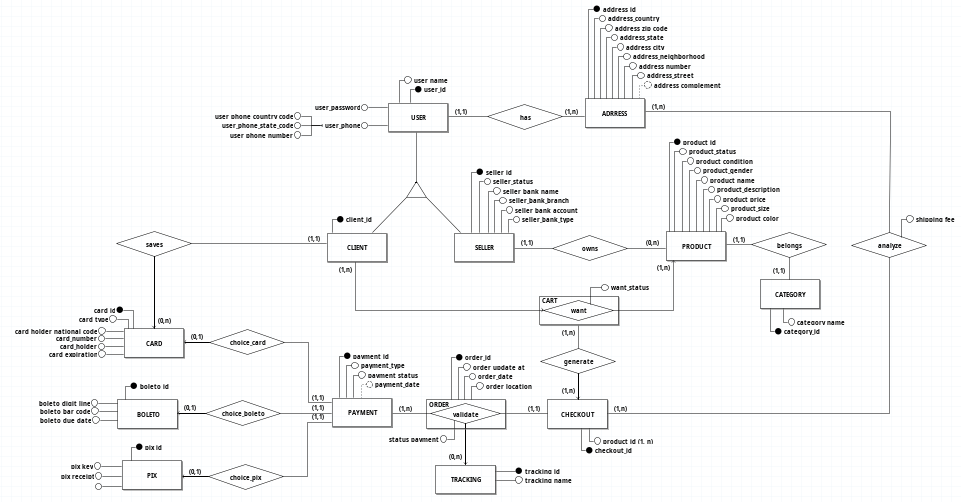 address id
address_country
address zip code
address_state
address city
address_neighborhood
address number
address_street
address complement
user name
user_id
user_password
user phone country code
user_phone_state_code
user phone number
user_phone
USER
(1,1)
has
(1,n)
ADRRESS
(1,n)
product id
product_status
product condition
product_gender
product name
product_description
product price
product_size
product color
seller id
seller_status
seller bank name
seller_bank_branch
seller bank account
seller_bank_type
client_id
shipping fee
saves
(1,1)
CLIENT
SELLER
(1,1)
owns
(0,n)
PRODUCT
(1,1)
belongs
analyze
(1,n)
(1,n)
(1,1)
want_status
CATEGORY
CART
want
category name
category_id
card id
card type
(0,n)
card holder national code
card_number
card_holder
card expiration
CARD
(0,1)
choice_card
(1,n)
generate
payment id
payment_type
payment status
payment_date
order_id
order update at
order_date
order location
boleto id
(1,n)
boleto digit line
boleto bar code
boleto due date
BOLETO
(0,1)
choice_boleto
(1,1)
(1,1)
(1,1)
PAYMENT
(1,n)
ORDER
validate
(1,1)
CHECKOUT
(1,n)
status payment
product id (1, n)
checkout_id
pix id
(0,n)
pix key
pix receipt
PIX
(0,1)
choice_pix
TRACKING
tracking id
tracking name